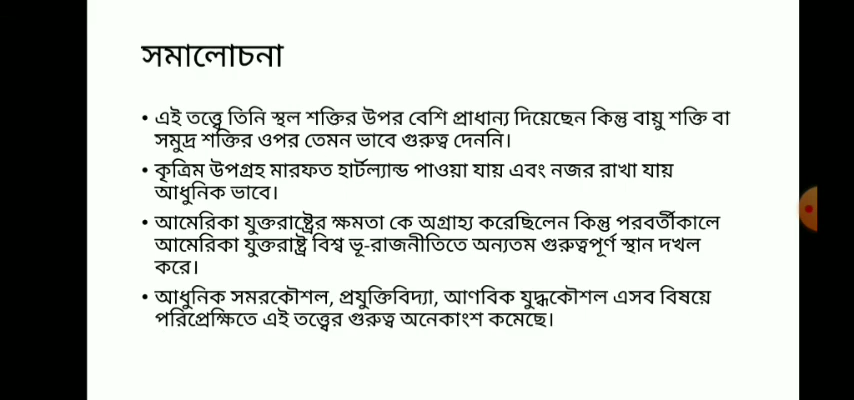 সমালোচনা
• এই তত্ত্বে তিনি স্থল শক্তির উপর বেশি প্রাধান্য দিয়েছেন কিন্তু বায়ু শক্তি বা
সমুদ্র শক্তির ওপর তেমন ভাবে গুরুত্ব দেননি।
• কৃত্রিম উপগ্রহ মারফত হার্টল্যান্ড পাওয়া যায় এবং নজর রাখা যায়
আধুনিক ভাবে।
• আমেরিকা যুক্তরাষ্ট্রের ক্ষমতা কে অগ্রাহ্য করেছিলেন কিন্তু পরবর্তীকালে
আমেরিকা যুক্তরাষ্ট্র বিশ্ব ভূ-রাজনীতিতে অন্যতম গুরুত্বপূর্ণ স্থান দখল
করে।
• আধুনিক সমরকৌশল, প্রযুক্তিবিদ্যা, আণবিক যুদ্ধকৌশল এসব বিষয়ে
পরিপ্রেক্ষিতে এই তত্ত্বের গুরুত্ব অনেকাংশ কমেছে।